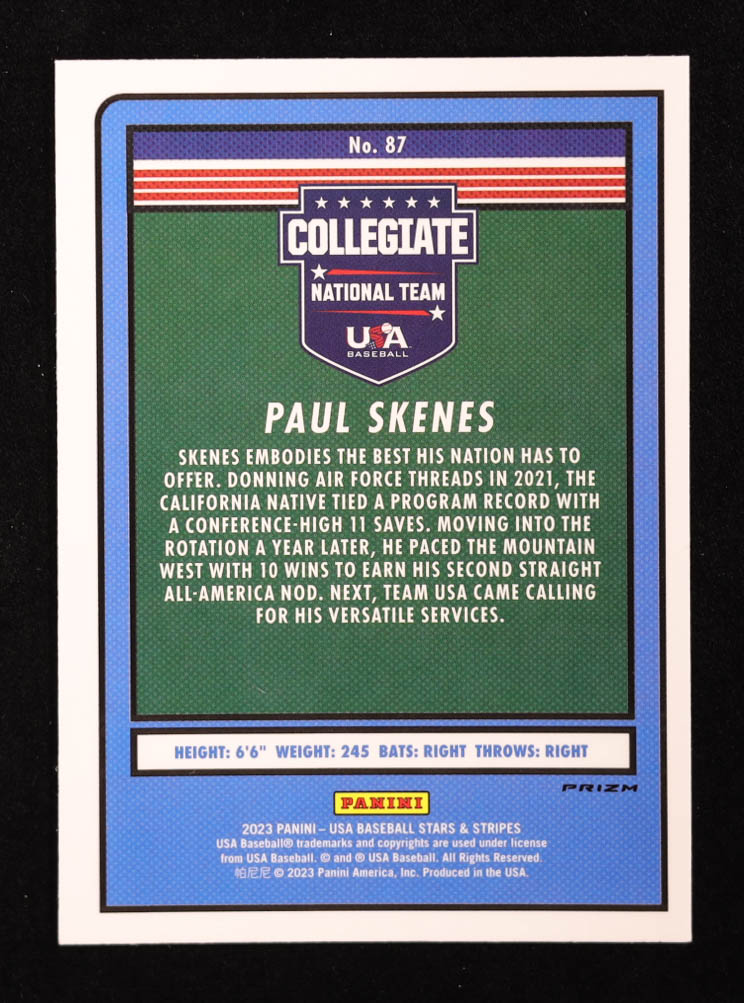 No. 87
COLLEGIATE
NATIONAL TEAM
USA
BASEBALL
PAUL SKENES
SKENES EMBODIES THE BEST HIS NATION HAS TO
OFFER. DONNING AIR FORCE THREADS IN 2021, THE
CALIFORNIA NATIVE TIED A PROGRAM RECORD WITH
A CONFERENCE-HIGH 11 SAVES. MOVING INTO THE
ROTATION A YEAR LATER, HE PACED THE MOUNTAIN
WEST WITH 10 WINS TO EARN HIS SECOND STRAIGHT
ALL-AMERICA NOD. NEXT, TEAM USA CAME CALLING
FOR HIS VERSATILE SERVICES.
HEIGHT: 6'6" WEIGHT: 245 BATS: RIGHT THROWS: RIGHT
PRIZM
PANINI
2023 PANINI – USA BASEBALL STARS & STRIPES
USA Baseball® trademarks and copyrights are used under license
from USA Baseball. © and ® USA Baseball. All Rights Reserved.
帕尼尼 © 2023 Panini America, Inc. Produced in the USA.